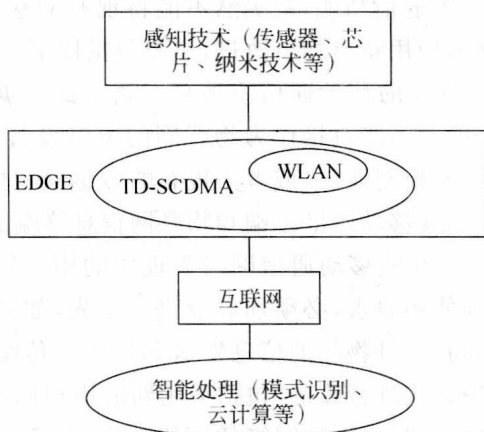 感知技术（传感器、芯
片、纳米技术等）
EDGE
TD-SCDMA
WLAN
互联网
智能处理（模式识别、
云计算等）